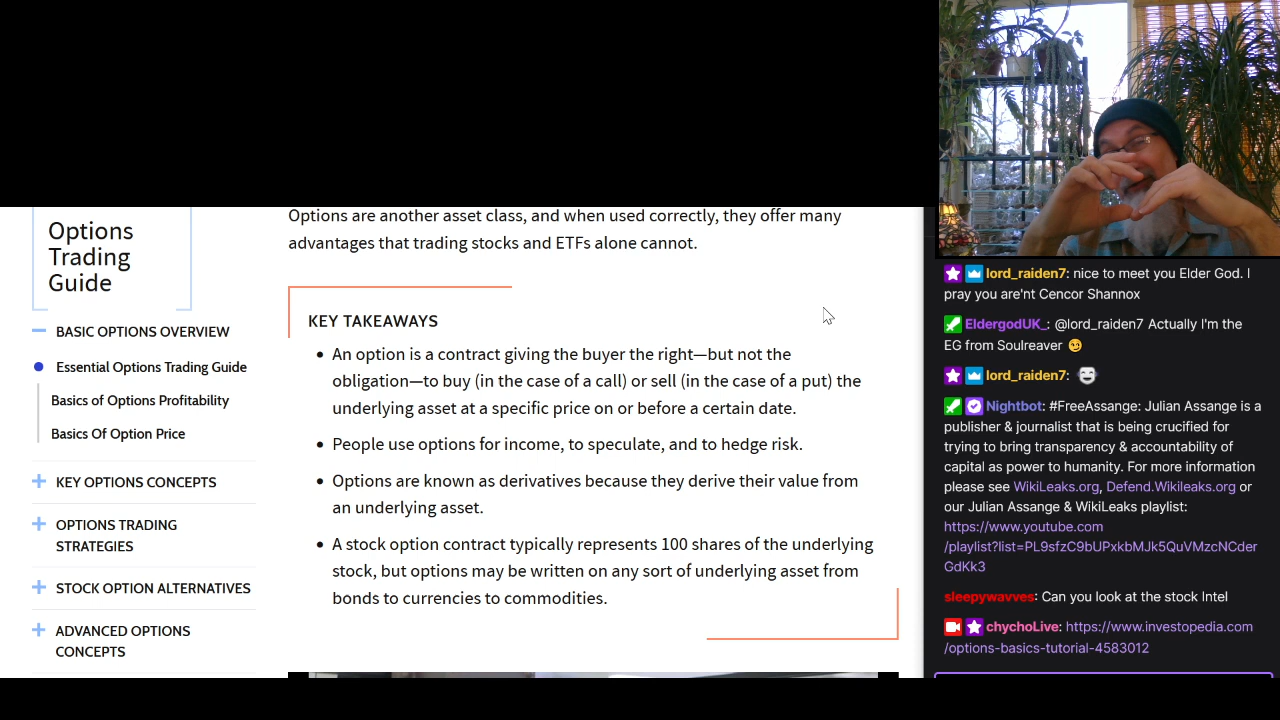 Options
Trading
Guide
BASIC OPTIONS OVERVIEW
Essential Options Trading Guide
Basics of Options Profitability
Basics Of Option Price
KEY OPTIONS CONCEPTS
OPTIONS TRADING
STRATEGIES
STOCK OPTION ALTERNATIVES
ADVANCED OPTIONS
CONCEPTS
Options are another asset class, and when used correctly, they offer many
advantages that trading stocks and ETFs alone cannot.
KEY TAKEAWAYS
An option is a contract giving the buyer the right—but not the
obligation—to buy (in the case of a call) or sell (in the case of a put) the
underlying asset at a specific price on or before a certain date.
People use options for income, to speculate, and to hedge risk.
Options are known as derivatives because they derive their value from
an underlying asset.
A stock option contract typically represents 100 shares of the underlying
stock, but options may be written on any sort of underlying asset from
bonds to currencies to commodities.
lord_raiden7: nice to meet you Elder God. I
pray you are'nt Cencor Shannox
EldergodUK_: @lord_raiden7 Actually I'm the
EG from Soulreaver 😉
lord_raiden7:
Nightbot: #FreeAssange: Julian Assange is a
publisher & journalist that is being crucified for
trying to bring transparency & accountability of
capital as power to humanity. For more information
please see WikiLeaks.org, Defend.Wikileaks.org or
our Julian Assange & WikiLeaks playlist:
https://www.youtube.com
/playlist?list=PL9sfzC9bUPxkbMJk5QuVMzcNCder
GdKk3
sleepywavves: Can you look at the stock Intel
chychoLive: https://www.investopedia.com
/options-basics-tutorial-4583012